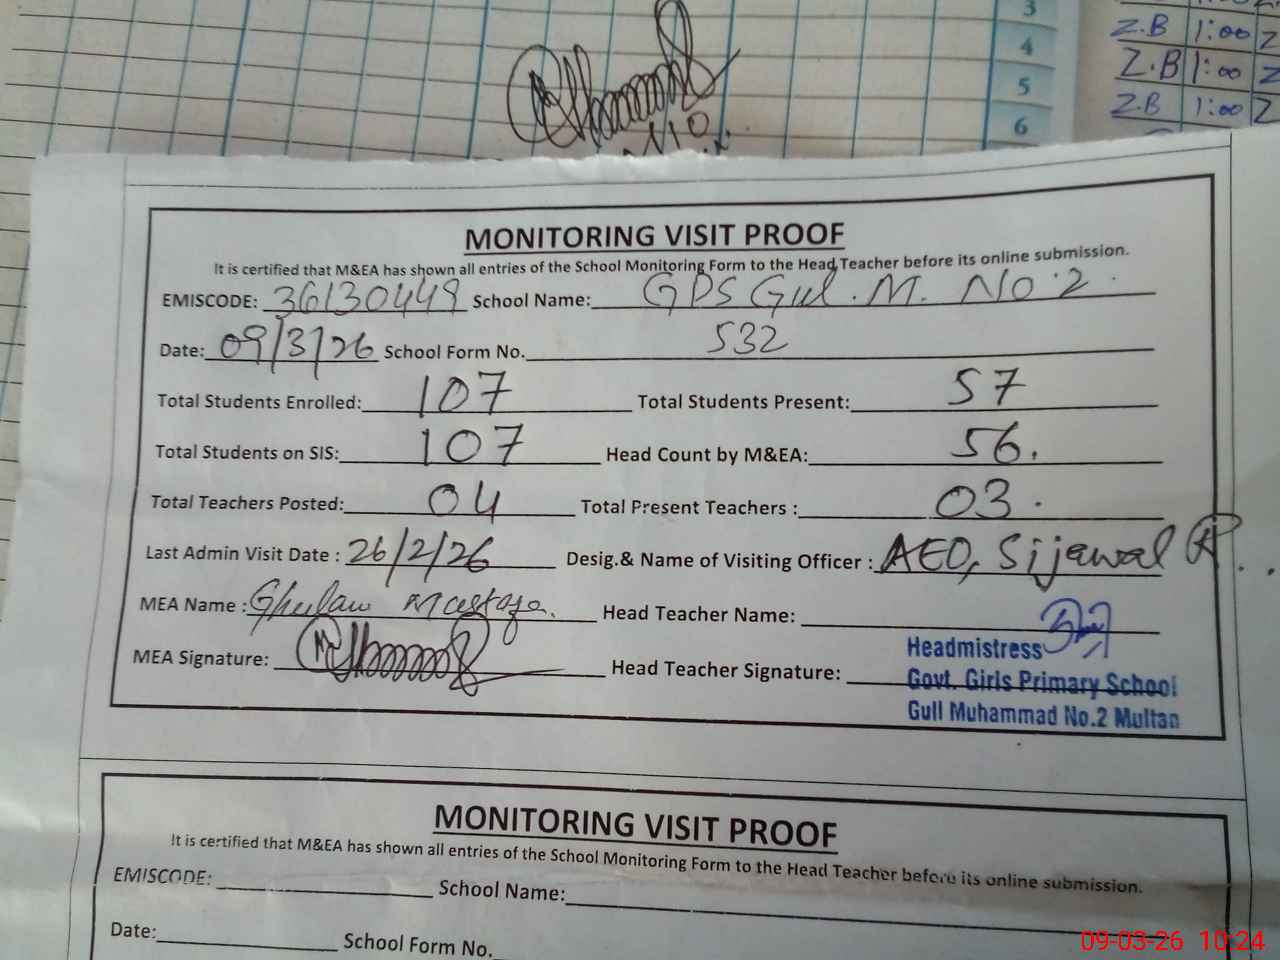 3
4
5
6
Z.B 1:00 Z
Z.B 1:00 Z
Z.B 1:00 Z
MONITORING VISIT PROOF
It is certified that M&EA has shown all entries of the School Monitoring Form to the Head Teacher before its online submission.
EMISCODE: 36130449 School Name: GPS Gul. M. No 2.
Date: 09/3/26 School Form No. 532
Total Students Enrolled: 107 Total Students Present: 57
Total Students on SIS: 107 Head Count by M&EA: 56.
Total Teachers Posted: 04 Total Present Teachers : 03.
Last Admin Visit Date : 26/2/26 Desig.& Name of Visiting Officer : AEO, Sijawal R..
MEA Name : Ghulam Mustafa. Head Teacher Name:
MEA Signature: Head Teacher Signature:
Headmistress
Govt. Girls Primary School
Gull Muhammad No.2 Multan
MONITORING VISIT PROOF
It is certified that M&EA has shown all entries of the School Monitoring Form to the Head Teacher before its online submission.
EMISCODE: School Name:
Date: School Form No.
09-03-26 10:24